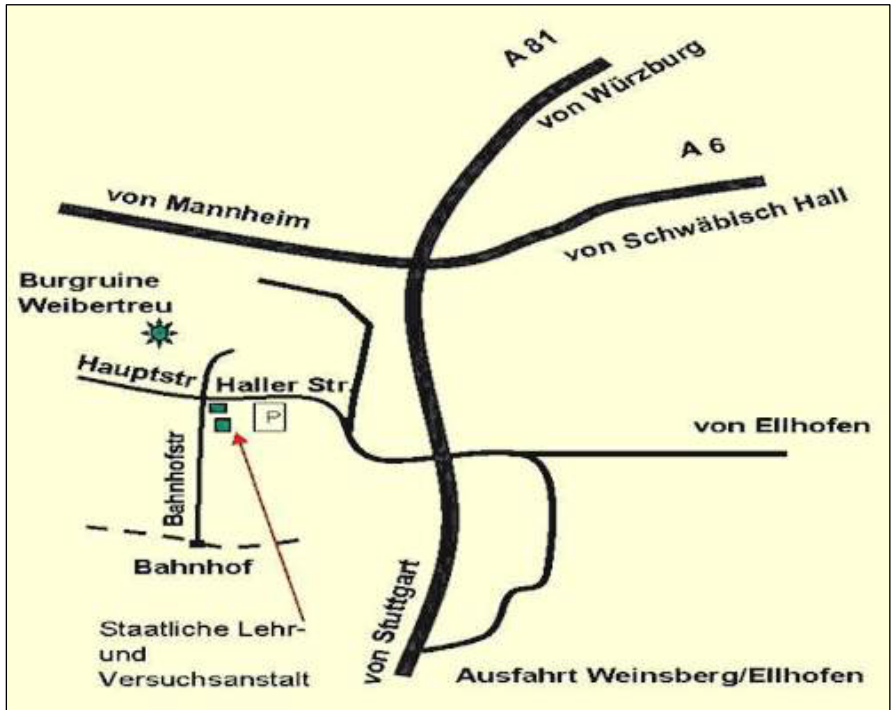 A 81
von Würzburg
A 6
von Mannheim
von Schwäbisch Hall
Burgruine
Weibertreu
Hauptstr
Haller Str.
P
von Ellhofen
Bahnhofstr
Bahnhof
von Stuttgart
Staatliche Lehr-
und
Versuchsanstalt
Ausfahrt Weinsberg/Ellhofen